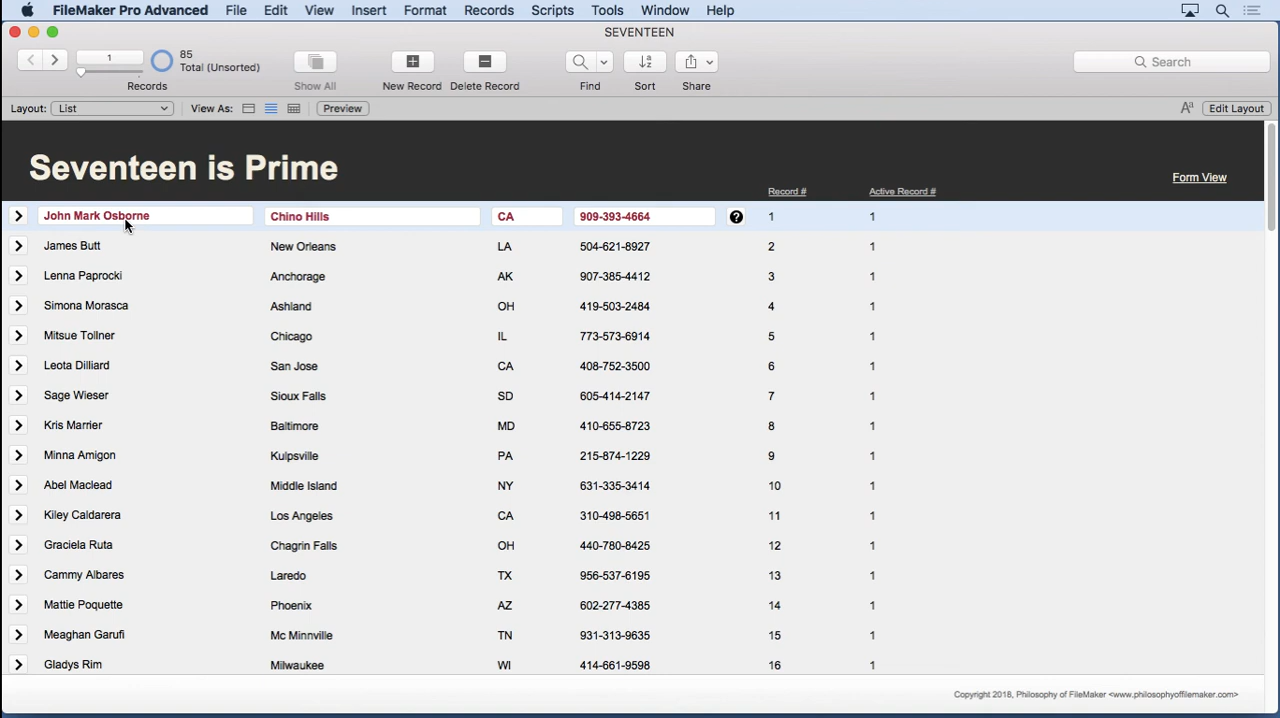 FileMaker Pro Advanced File Edit View Insert Format Records Scripts Tools Window Help
SEVENTEEN
1
85
Total (Unsorted)
Records
Show All
New Record
Delete Record
Find
Sort
Share
Search
Layout: List View As: Preview Aa Edit Layout
Seventeen is Prime
Record # Active Record # Form View
John Mark Osborne Chino Hills CA 909-393-4664 ? 1 1
James Butt New Orleans LA 504-621-8927 2 1
Lenna Paprocki Anchorage AK 907-385-4412 3 1
Simona Morasca Ashland OH 419-503-2484 4 1
Mitsue Tollner Chicago IL 773-573-6914 5 1
Leota Dilliard San Jose CA 408-752-3500 6 1
Sage Wieser Sioux Falls SD 605-414-2147 7 1
Kris Marrier Baltimore MD 410-655-8723 8 1
Minna Amigon Kulpsville PA 215-874-1229 9 1
Abel Maclead Middle Island NY 631-335-3414 10 1
Kiley Caldarera Los Angeles CA 310-498-5651 11 1
Graciela Ruta Chagrin Falls OH 440-780-8425 12 1
Cammy Albares Laredo TX 956-537-6195 13 1
Mattie Poquette Phoenix AZ 602-277-4385 14 1
Meaghan Garufi Mc Minnville TN 931-313-9635 15 1
Gladys Rim Milwaukee WI 414-661-9598 16 1
Copyright 2018, Philosophy of FileMaker <www.philosophyoffilemaker.com>